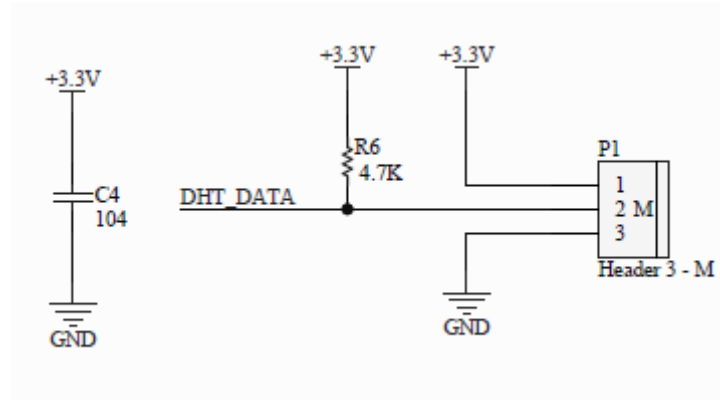 +3.3V
C4
104
GND
DHT_DATA
+3.3V
R6
4.7K
+3.3V
GND
P1
1
2 M
3
Header 3 - M